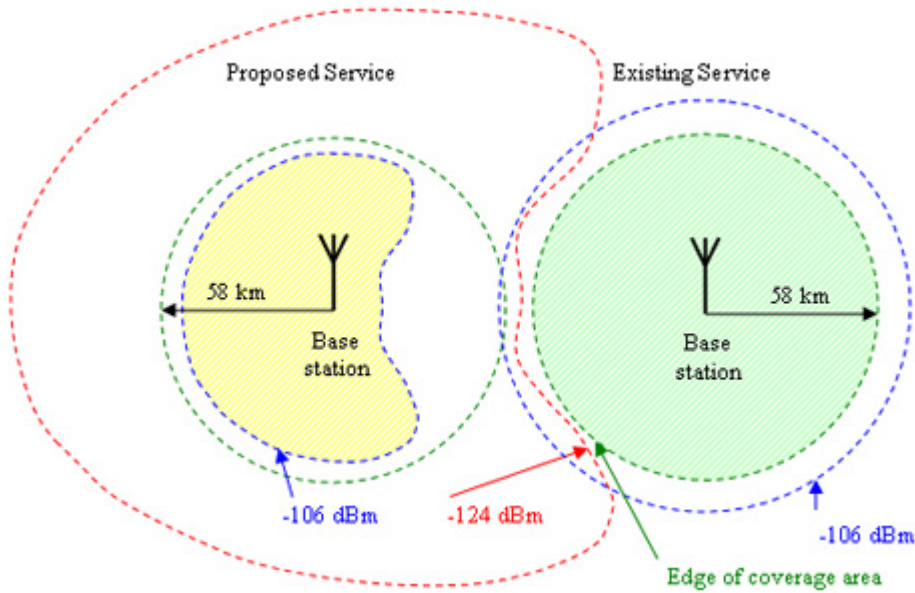 Proposed Service
Existing Service
58 km
58 km
Base
station
Base
station
-106 dBm
-124 dBm
-106 dBm
Edge of coverage area